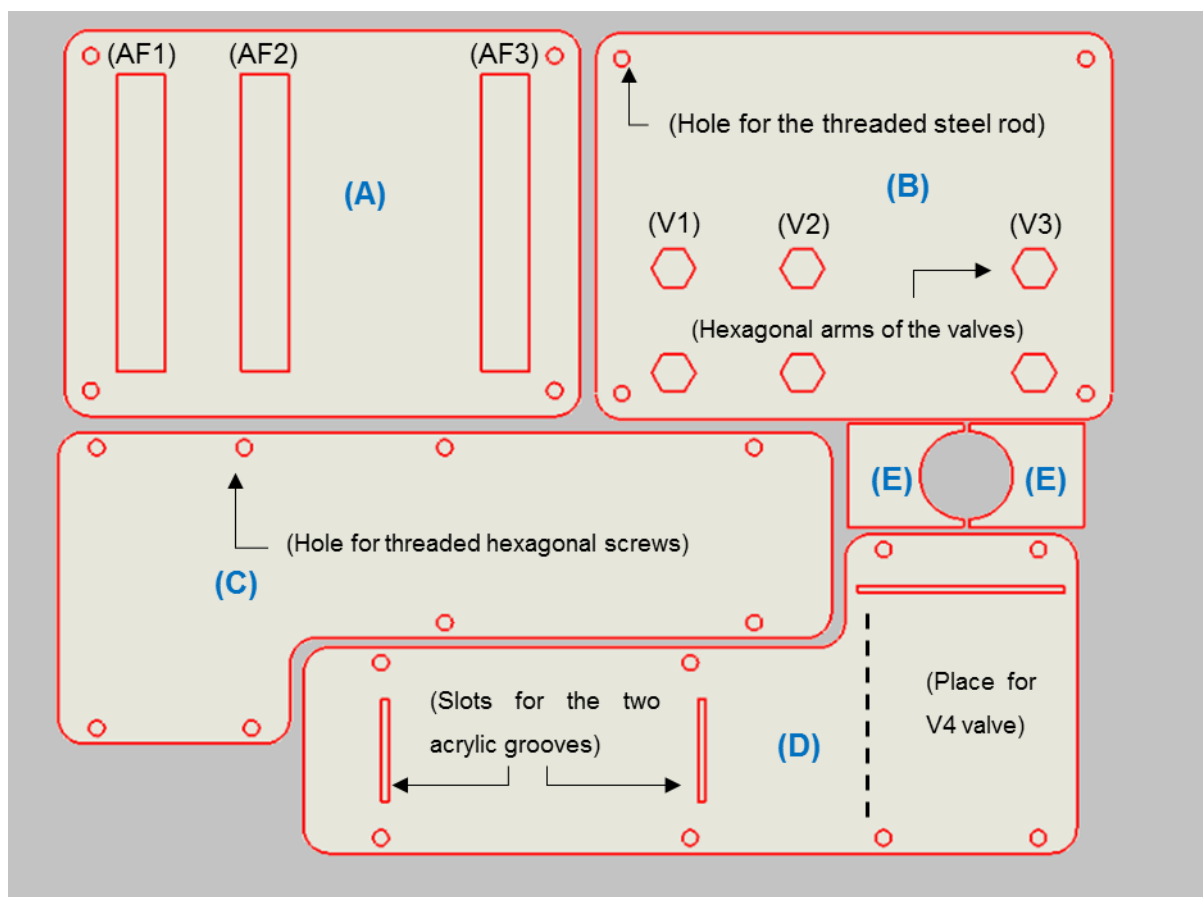 (AF1)
(AF2)
(AF3)
(Hole for the threaded steel rod)
(A)
(B)
(V1)
(V2)
(V3)
(Hexagonal arms of the valves)
(E)
(E)
(Hole for threaded hexagonal screws)
(C)
(Slots for the two
acrylic grooves)
(D)
(Place for
V4 valve)